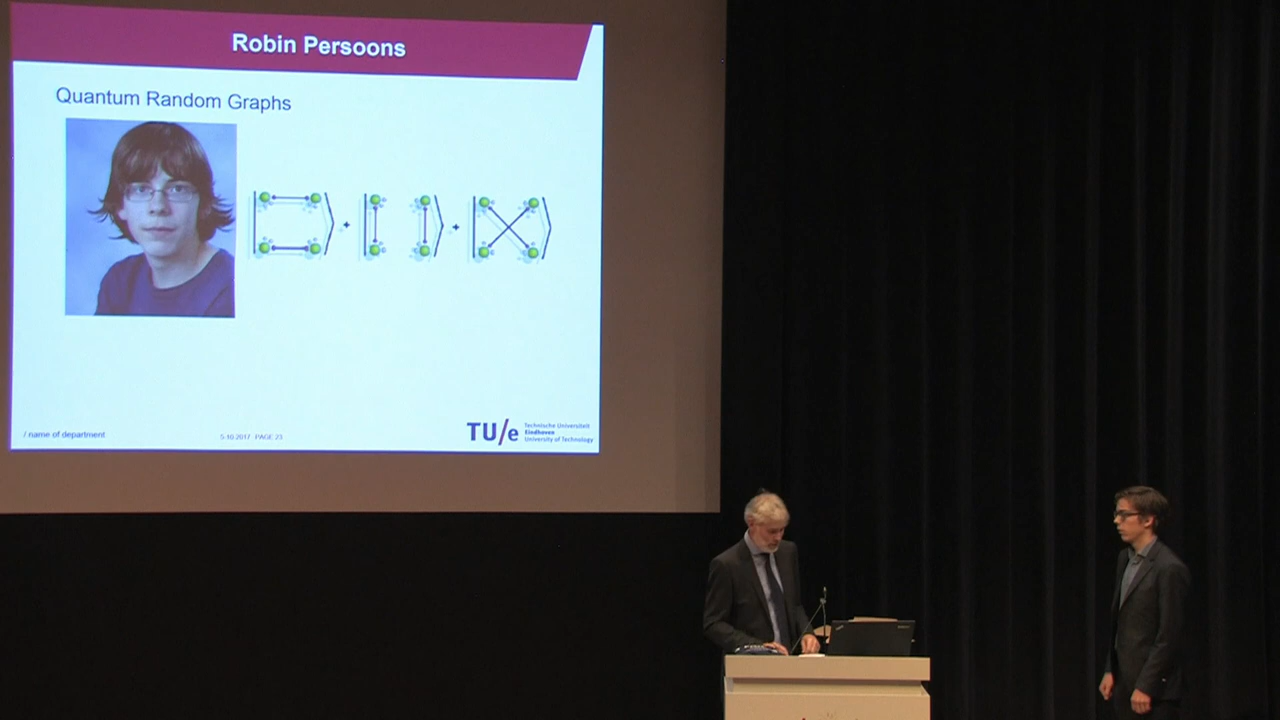 Robin Persoons
Quantum Random Graphs
+ +
/ name of department
5-10-2017 PAGE 23
TU/e
Technische Universiteit
Eindhoven
University of Technology